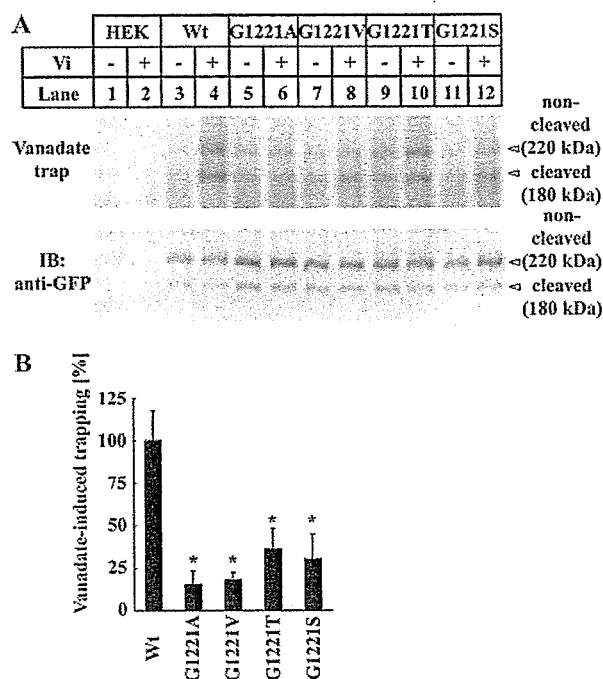 A
HEK Wt G1221A G1221V G1221T G1221S
Vi - + - + - + - + - + - +
Lane 1 2 3 4 5 6 7 8 9 10 11 12
non-
cleaved
(220 kDa)
Vanadate
trap
cleaved
(180 kDa)
non-
cleaved
(220 kDa)
IB:
anti-GFP
cleaved
(180 kDa)
B
Vanadate-induced trapping [%]
125
100
75
50
25
0
* * * *
Wt
G1221A
G1221V
G1221T
G1221S